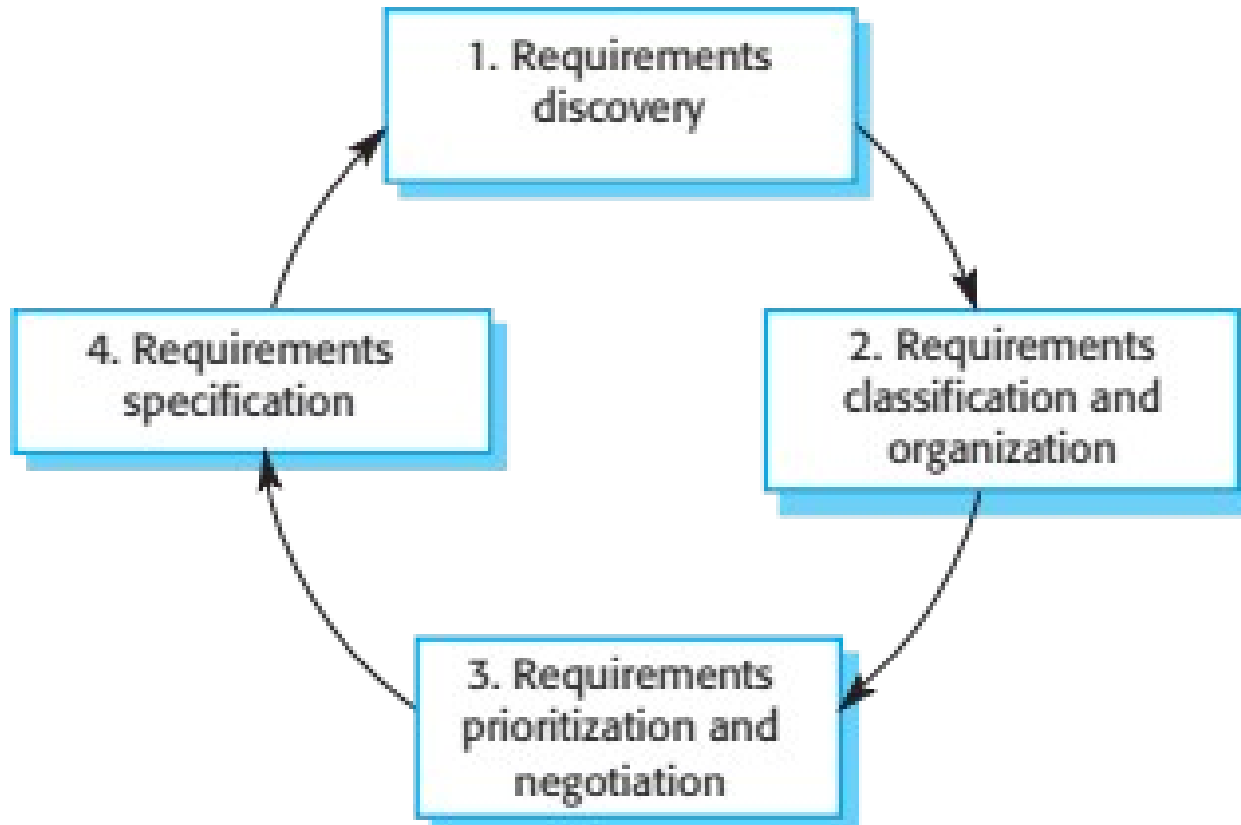 1. Requirements
discovery
4. Requirements
specification
2. Requirements
classification and
organization
3. Requirements
prioritization and
negotiation